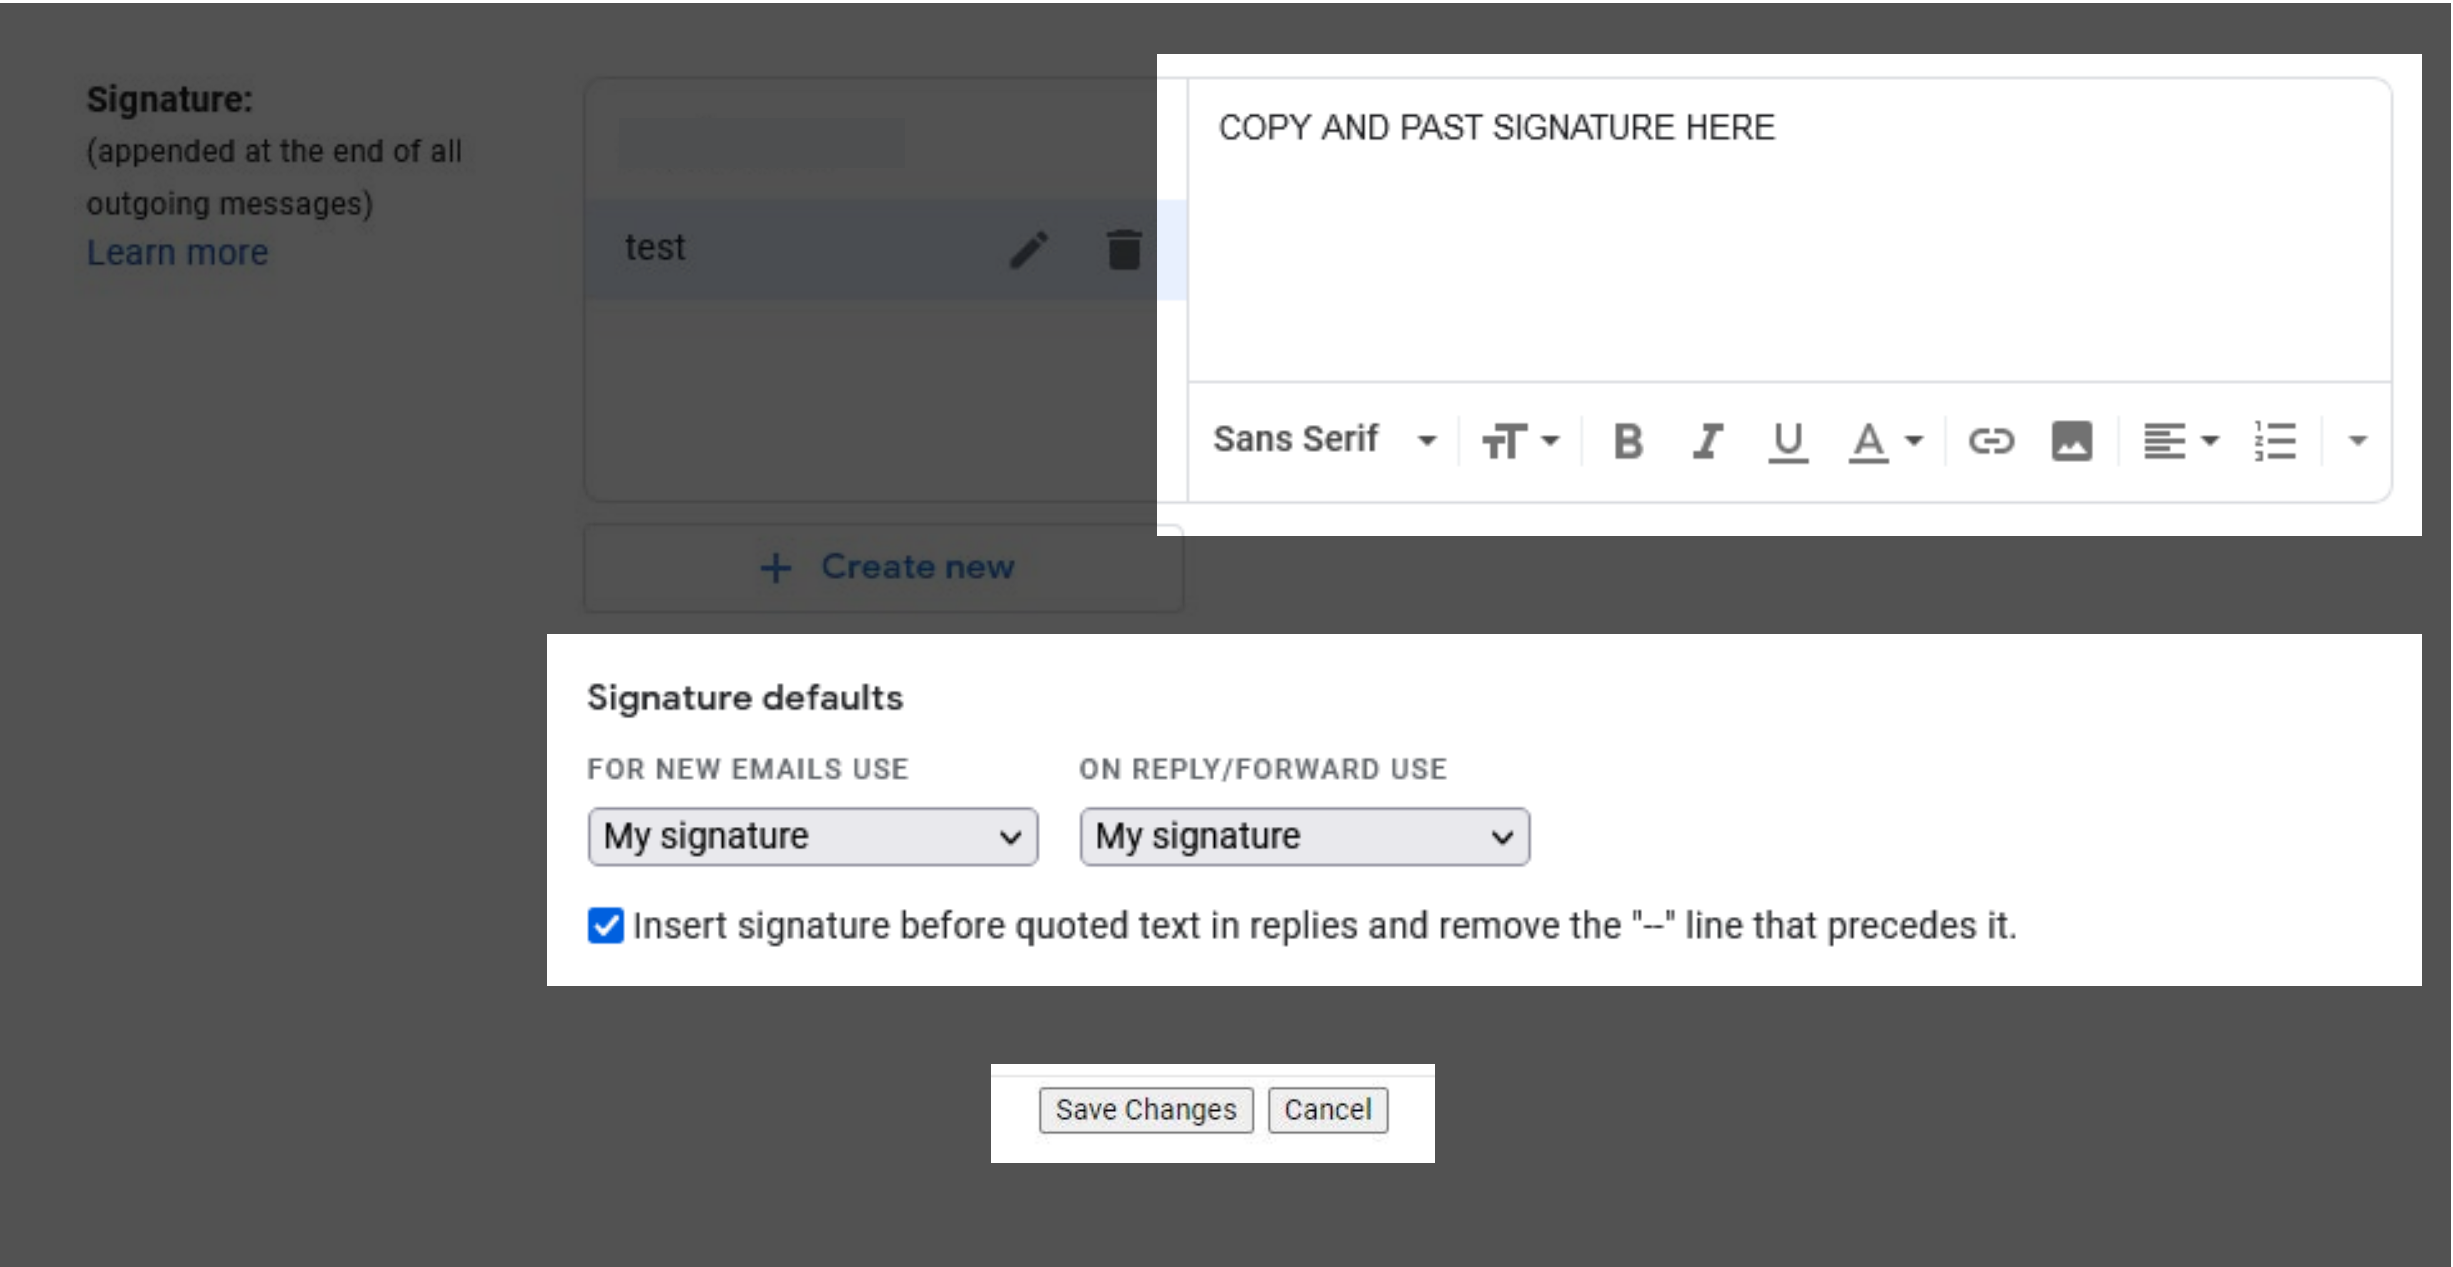 Signature:
(appended at the end of all
outgoing messages)
Learn more
test
COPY AND PAST SIGNATURE HERE
Sans Serif
+ Create new
Signature defaults
FOR NEW EMAILS USE
ON REPLY/FORWARD USE
My signature
My signature
Insert signature before quoted text in replies and remove the "--" line that precedes it.
Save Changes
Cancel